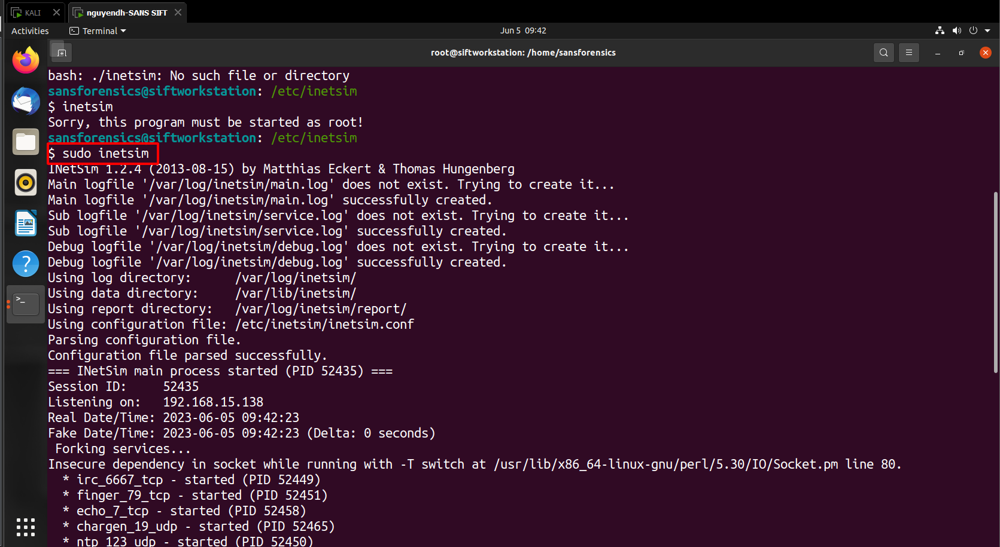 KALI
nguyendh-SANS SIFT
Activities
Terminal
Jun 5 09:42
root@siftworkstation: /home/sansforensics
bash: ./inetsim: No such file or directory
sansforensics@siftworkstation: /etc/inetsim
$ inetsim
Sorry, this program must be started as root!
sansforensics@siftworkstation: /etc/inetsim
$ sudo inetsim
INetSim 1.2.4 (2013-08-15) by Matthias Eckert & Thomas Hungenberg
Main logfile '/var/log/inetsim/main.log' does not exist. Trying to create it...
Main logfile '/var/log/inetsim/main.log' successfully created.
Sub logfile '/var/log/inetsim/service.log' does not exist. Trying to create it...
Sub logfile '/var/log/inetsim/service.log' successfully created.
Debug logfile '/var/log/inetsim/debug.log' does not exist. Trying to create it...
Debug logfile '/var/log/inetsim/debug.log' successfully created.
Using log directory:      /var/log/inetsim/
Using data directory:     /var/lib/inetsim/
Using report directory:   /var/log/inetsim/report/
Using configuration file: /etc/inetsim/inetsim.conf
Parsing configuration file.
Configuration file parsed successfully.
=== INetSim main process started (PID 52435) ===
Session ID:     52435
Listening on:   192.168.15.138
Real Date/Time: 2023-06-05 09:42:23
Fake Date/Time: 2023-06-05 09:42:23 (Delta: 0 seconds)
 Forking services...
Insecure dependency in socket while running with -T switch at /usr/lib/x86_64-linux-gnu/perl/5.30/IO/Socket.pm line 80.
  * irc_6667_tcp - started (PID 52449)
  * finger_79_tcp - started (PID 52451)
  * echo_7_tcp - started (PID 52458)
  * chargen_19_udp - started (PID 52465)
  * ntp_123_udp - started (PID 52450)